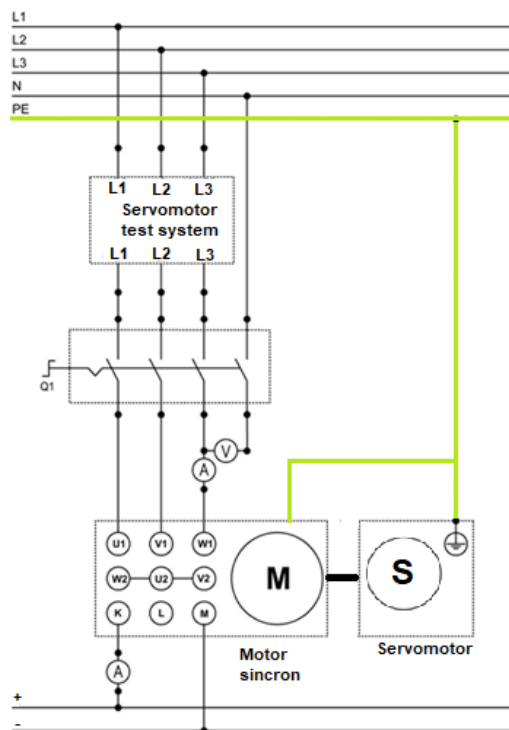 L1
L2
L3
N
PE
L1 L2 L3
Servomotor
test system
L1 L2 L3
Q1
V
A
U1 V1 W1
W2 U2 V2
K L M
M
S
Motor
sincron
Servomotor
A
+
-